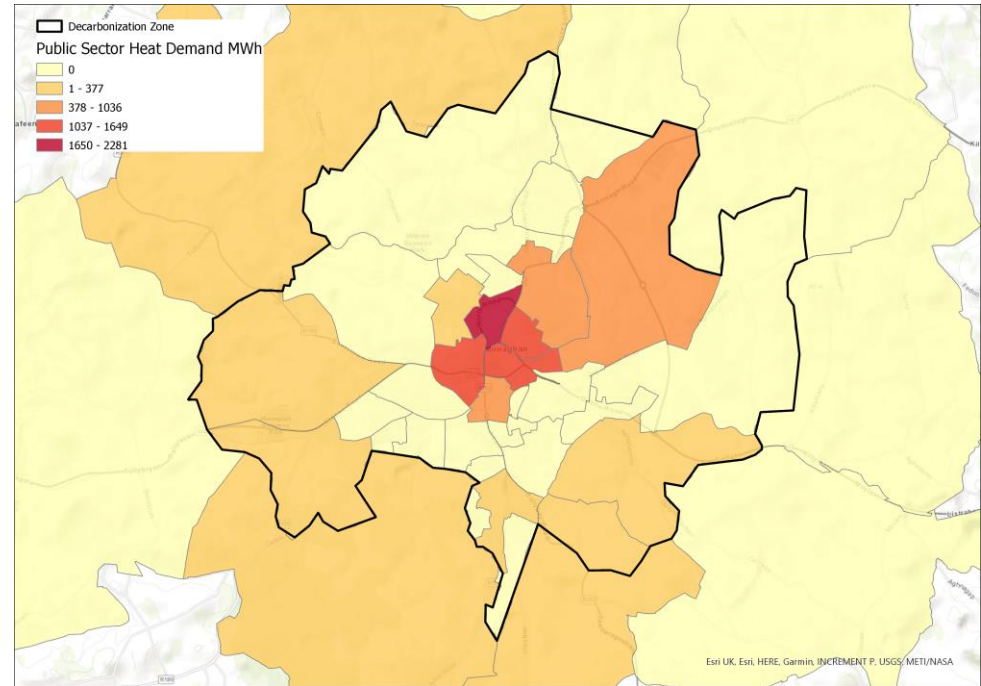 Decarbonization Zone
Public Sector Heat Demand MWh
0
1 - 377
378 - 1036
1037 - 1649
1650 - 2281
Esri UK, Esri, HERE, Garmin, INCREMENT P, USGS, METI/NASA